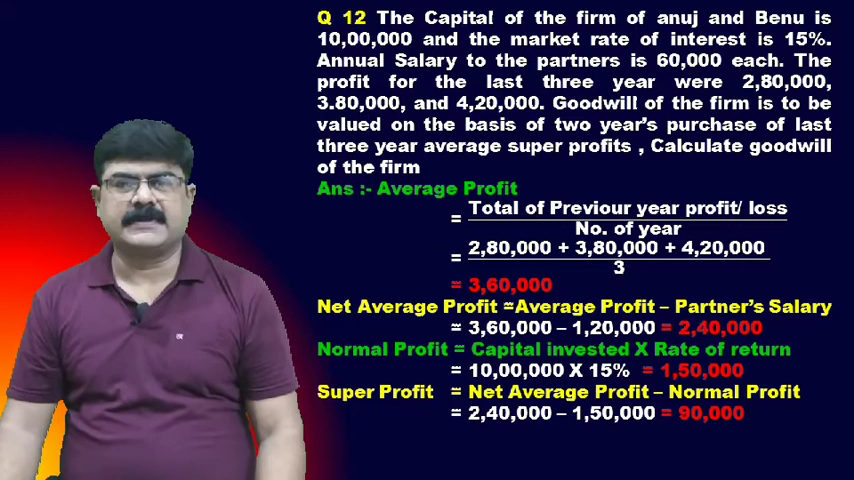 Q 12 The Capital of the firm of anuj and Benu is
10,00,000 and the market rate of interest is 15%.
Annual Salary to the partners is 60,000 each. The
profit for the last three year were 2,80,000,
3.80,000, and 4,20,000. Goodwill of the firm is to be
valued on the basis of two year's purchase of last
three year average super profits , Calculate goodwill
of the firm
Ans :- Average Profit
= Total of Previour year profit/ loss
No. of year
= 2,80,000 + 3,80,000 + 4,20,000
3
= 3,60,000
Net Average Profit =Average Profit – Partner's Salary
= 3,60,000 – 1,20,000 = 2,40,000
Normal Profit = Capital invested X Rate of return
= 10,00,000 X 15% = 1,50,000
Super Profit = Net Average Profit – Normal Profit
= 2,40,000 – 1,50,000 = 90,000